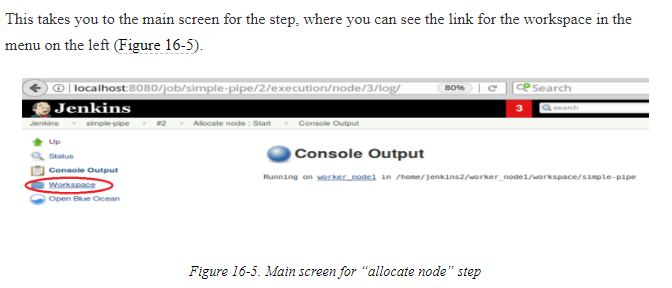 This takes you to the main screen for the step, where you can see the link for the workspace in the
menu on the left (Figure 16-5).
localhost:8080/job/simple-pipe/2/execution/node/3/log/ 80% Search
Jenkins 3 search
Jenkins simple-pipe #2 Allocate node : Start Console Output
Up
Status
Console Output
Workspace
Open Blue Ocean
Console Output
Running on worker_node1 in /home/jenkins2/worker_node1/workspace/simple-pipe
Figure 16-5. Main screen for “allocate node” step